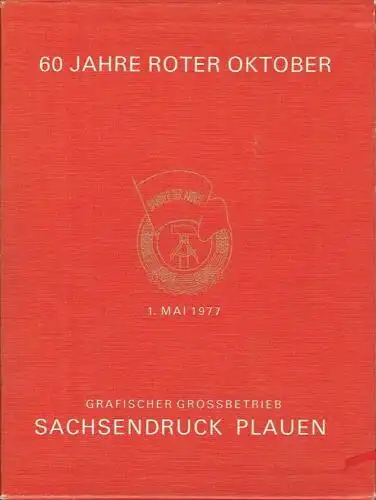 60 JAHRE ROTER OKTOBER
1. MAI 1977
GRAFISCHER GROSSBETRIEB
SACHSENDRUCK PLAUEN